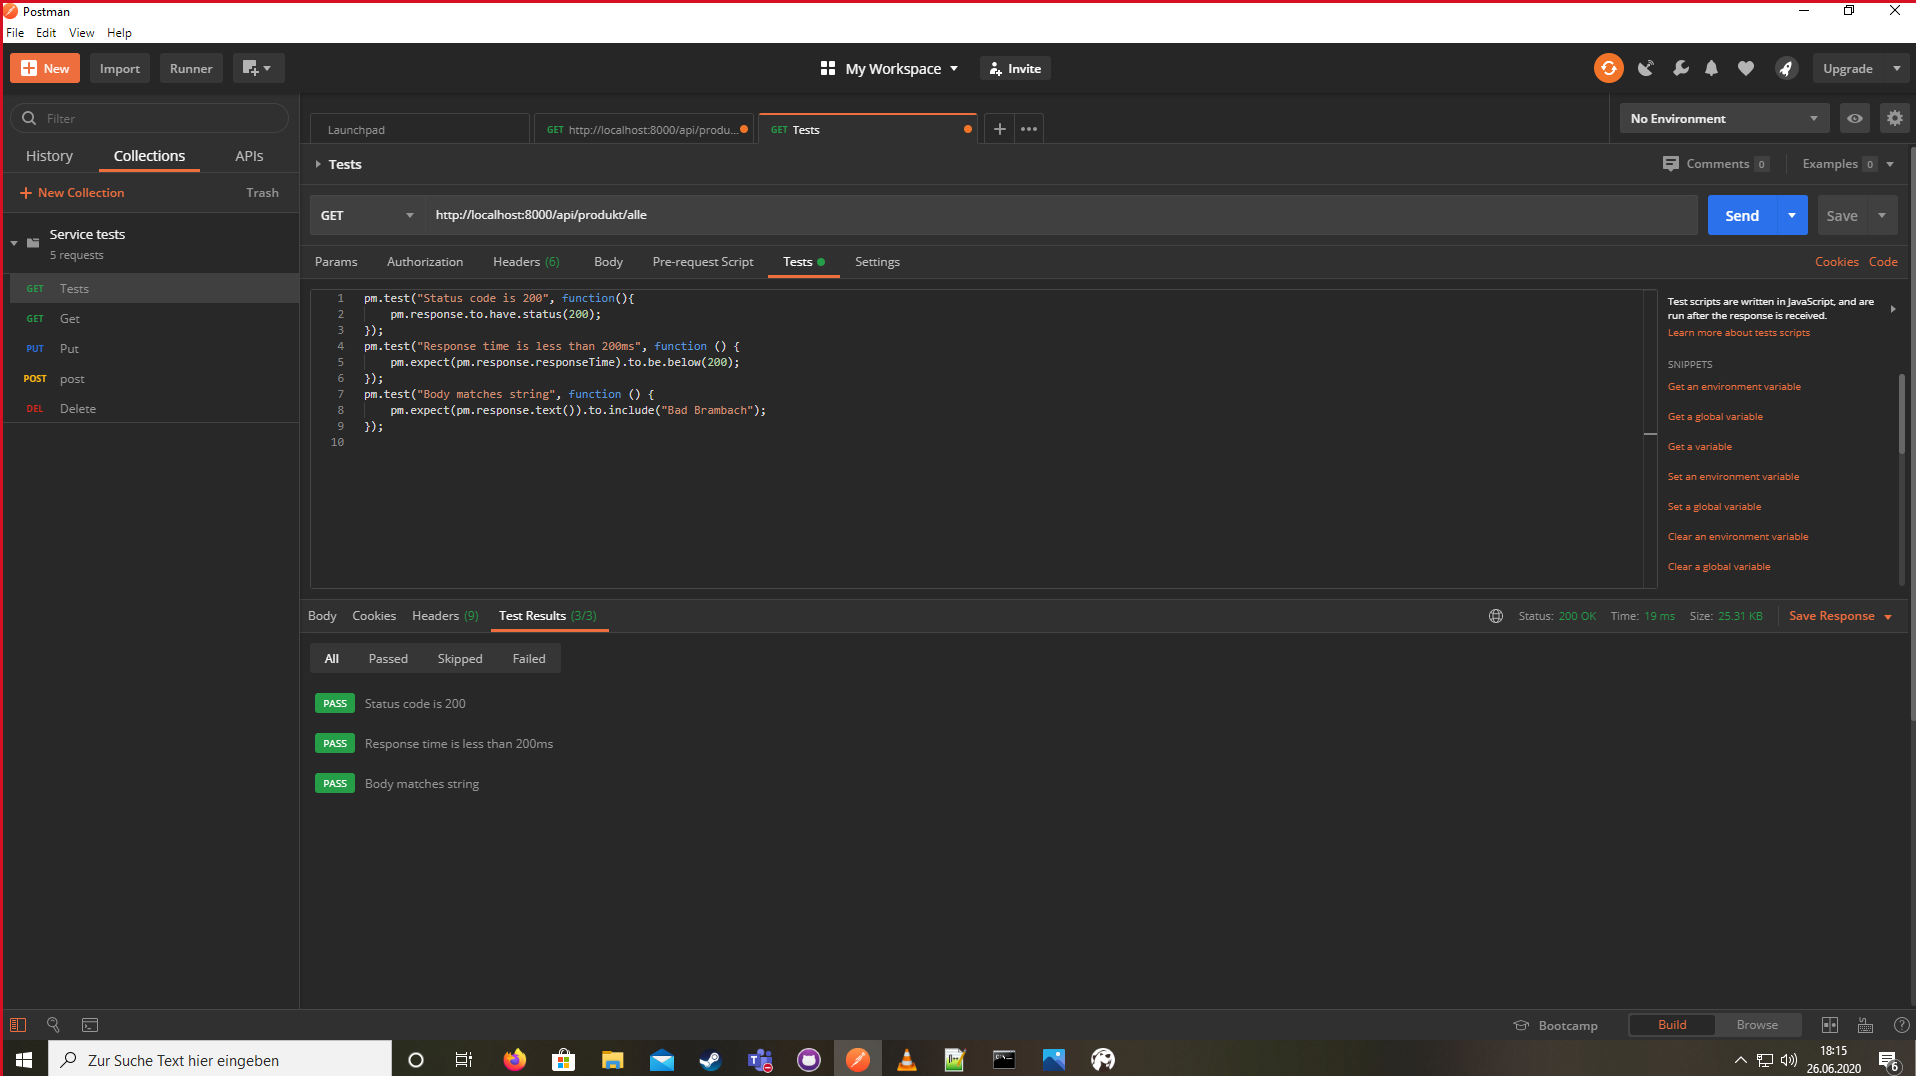 Postman
File Edit View Help
New Import Runner
My Workspace Invite
Upgrade
Filter
History Collections APIs
New Collection Trash
Service tests
5 requests
GET Tests
GET Get
PUT Put
POST post
DEL Delete
Launchpad
GET http://localhost:8000/api/produ...
GET Tests
No Environment
Tests
Comments 0 Examples 0
GET http://localhost:8000/api/produkt/alle
Send Save
Params Authorization Headers (6) Body Pre-request Script Tests Settings
Cookies Code
1 pm.test("Status code is 200", function(){
2 pm.response.to.have.status(200);
3 });
4 pm.test("Response time is less than 200ms", function () {
5 pm.expect(pm.response.responseTime).to.be.below(200);
6 });
7 pm.test("Body matches string", function () {
8 pm.expect(pm.response.text()).to.include("Bad Brambach");
9 });
10
Test scripts are written in JavaScript, and are
run after the response is received.
Learn more about tests scripts
SNIPPETS
Get an environment variable
Get a global variable
Get a variable
Set an environment variable
Set a global variable
Clear an environment variable
Clear a global variable
Body Cookies Headers (9) Test Results (3/3)
Status: 200 OK Time: 19 ms Size: 25.31 KB Save Response
All Passed Skipped Failed
PASS Status code is 200
PASS Response time is less than 200ms
PASS Body matches string
Bootcamp Build Browse
Zur Suche Text hier eingeben
18:15
26.06.2020
6